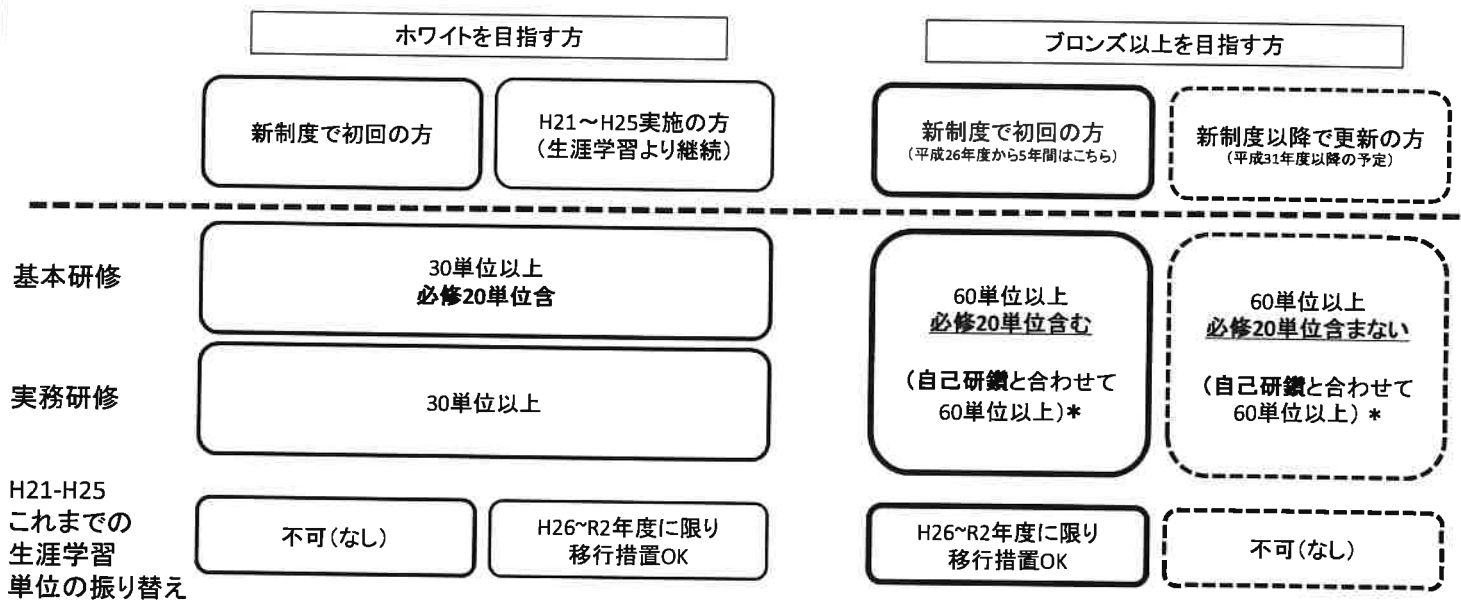 ホワイトを目指す方
ブロンズ以上を目指す方
新制度で初回の方
H21～H25実施の方
（生涯学習より継続）
新制度で初回の方
（平成26年度から5年間はこちら）
新制度以降で更新の方
（平成31年度以降の予定）
基本研修
30単位以上
必修20単位含
実務研修
30単位以上
60単位以上
必修20単位含む
（自己研鑽と合わせて
60単位以上）*
60単位以上
必修20単位含まない
（自己研鑽と合わせて
60単位以上）*
H21-H25
これまでの
生涯学習
単位の振り替え
不可（なし）
H26~R2年度に限り
移行措置OK
H26~R2年度に限り
移行措置OK
不可（なし）